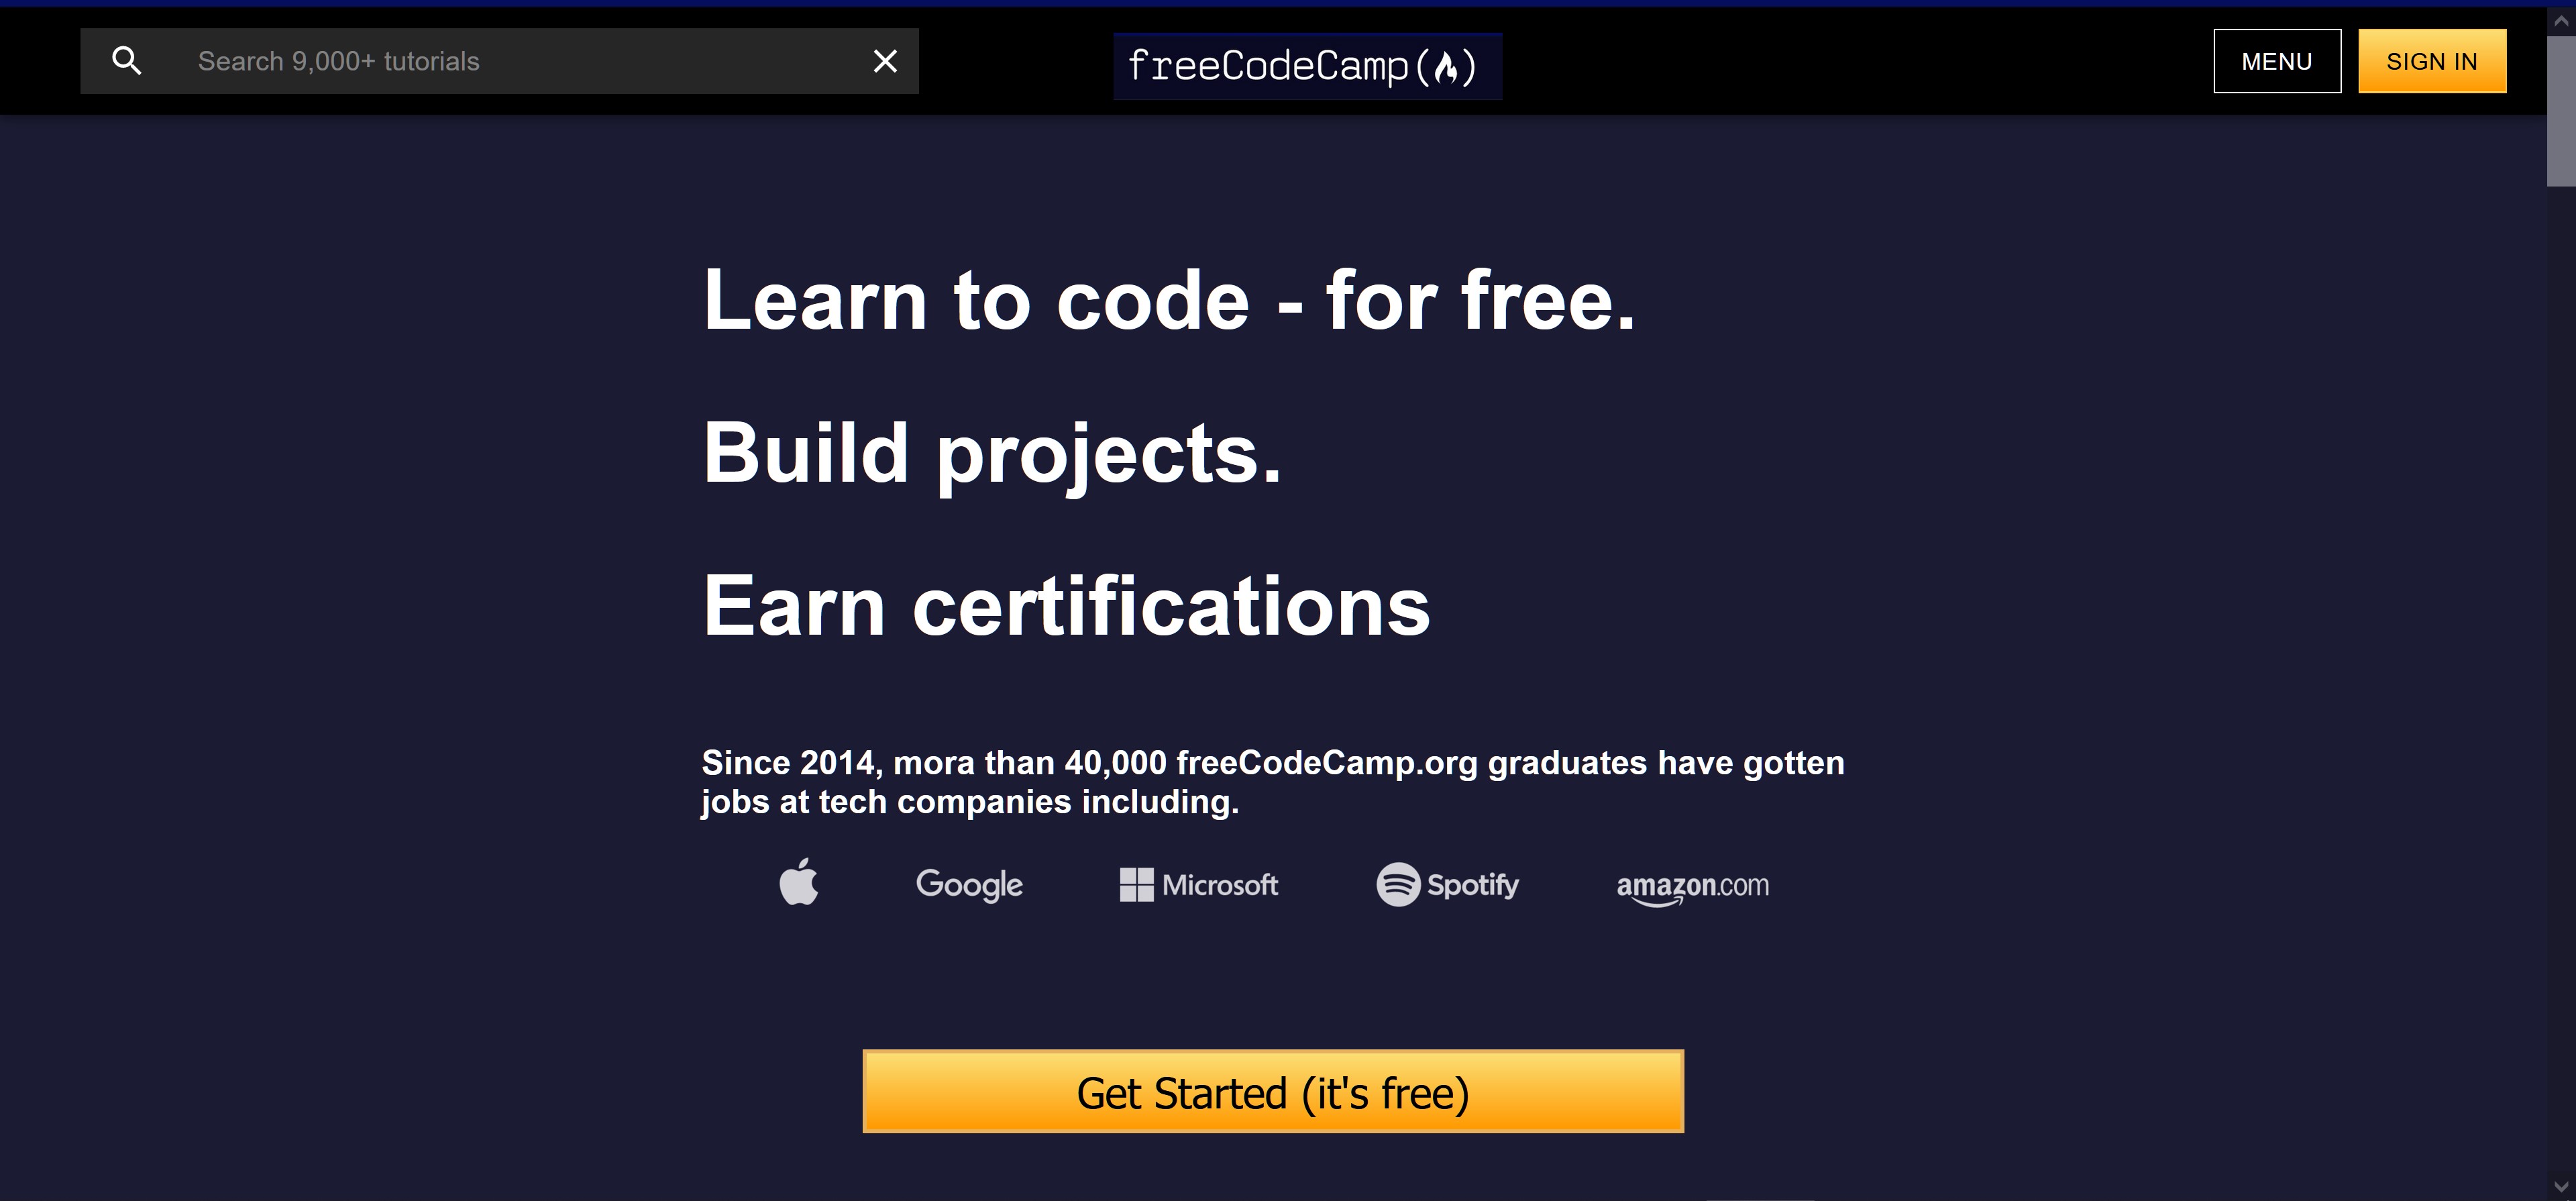 Search 9,000+ tutorials
freeCodeCamp()
MENU
SIGN IN
Learn to code - for free.
Build projects.
Earn certifications
Since 2014, mora than 40,000 freeCodeCamp.org graduates have gotten
jobs at tech companies including.
Google
Microsoft
Spotify
amazon.com
Get Started (it's free)